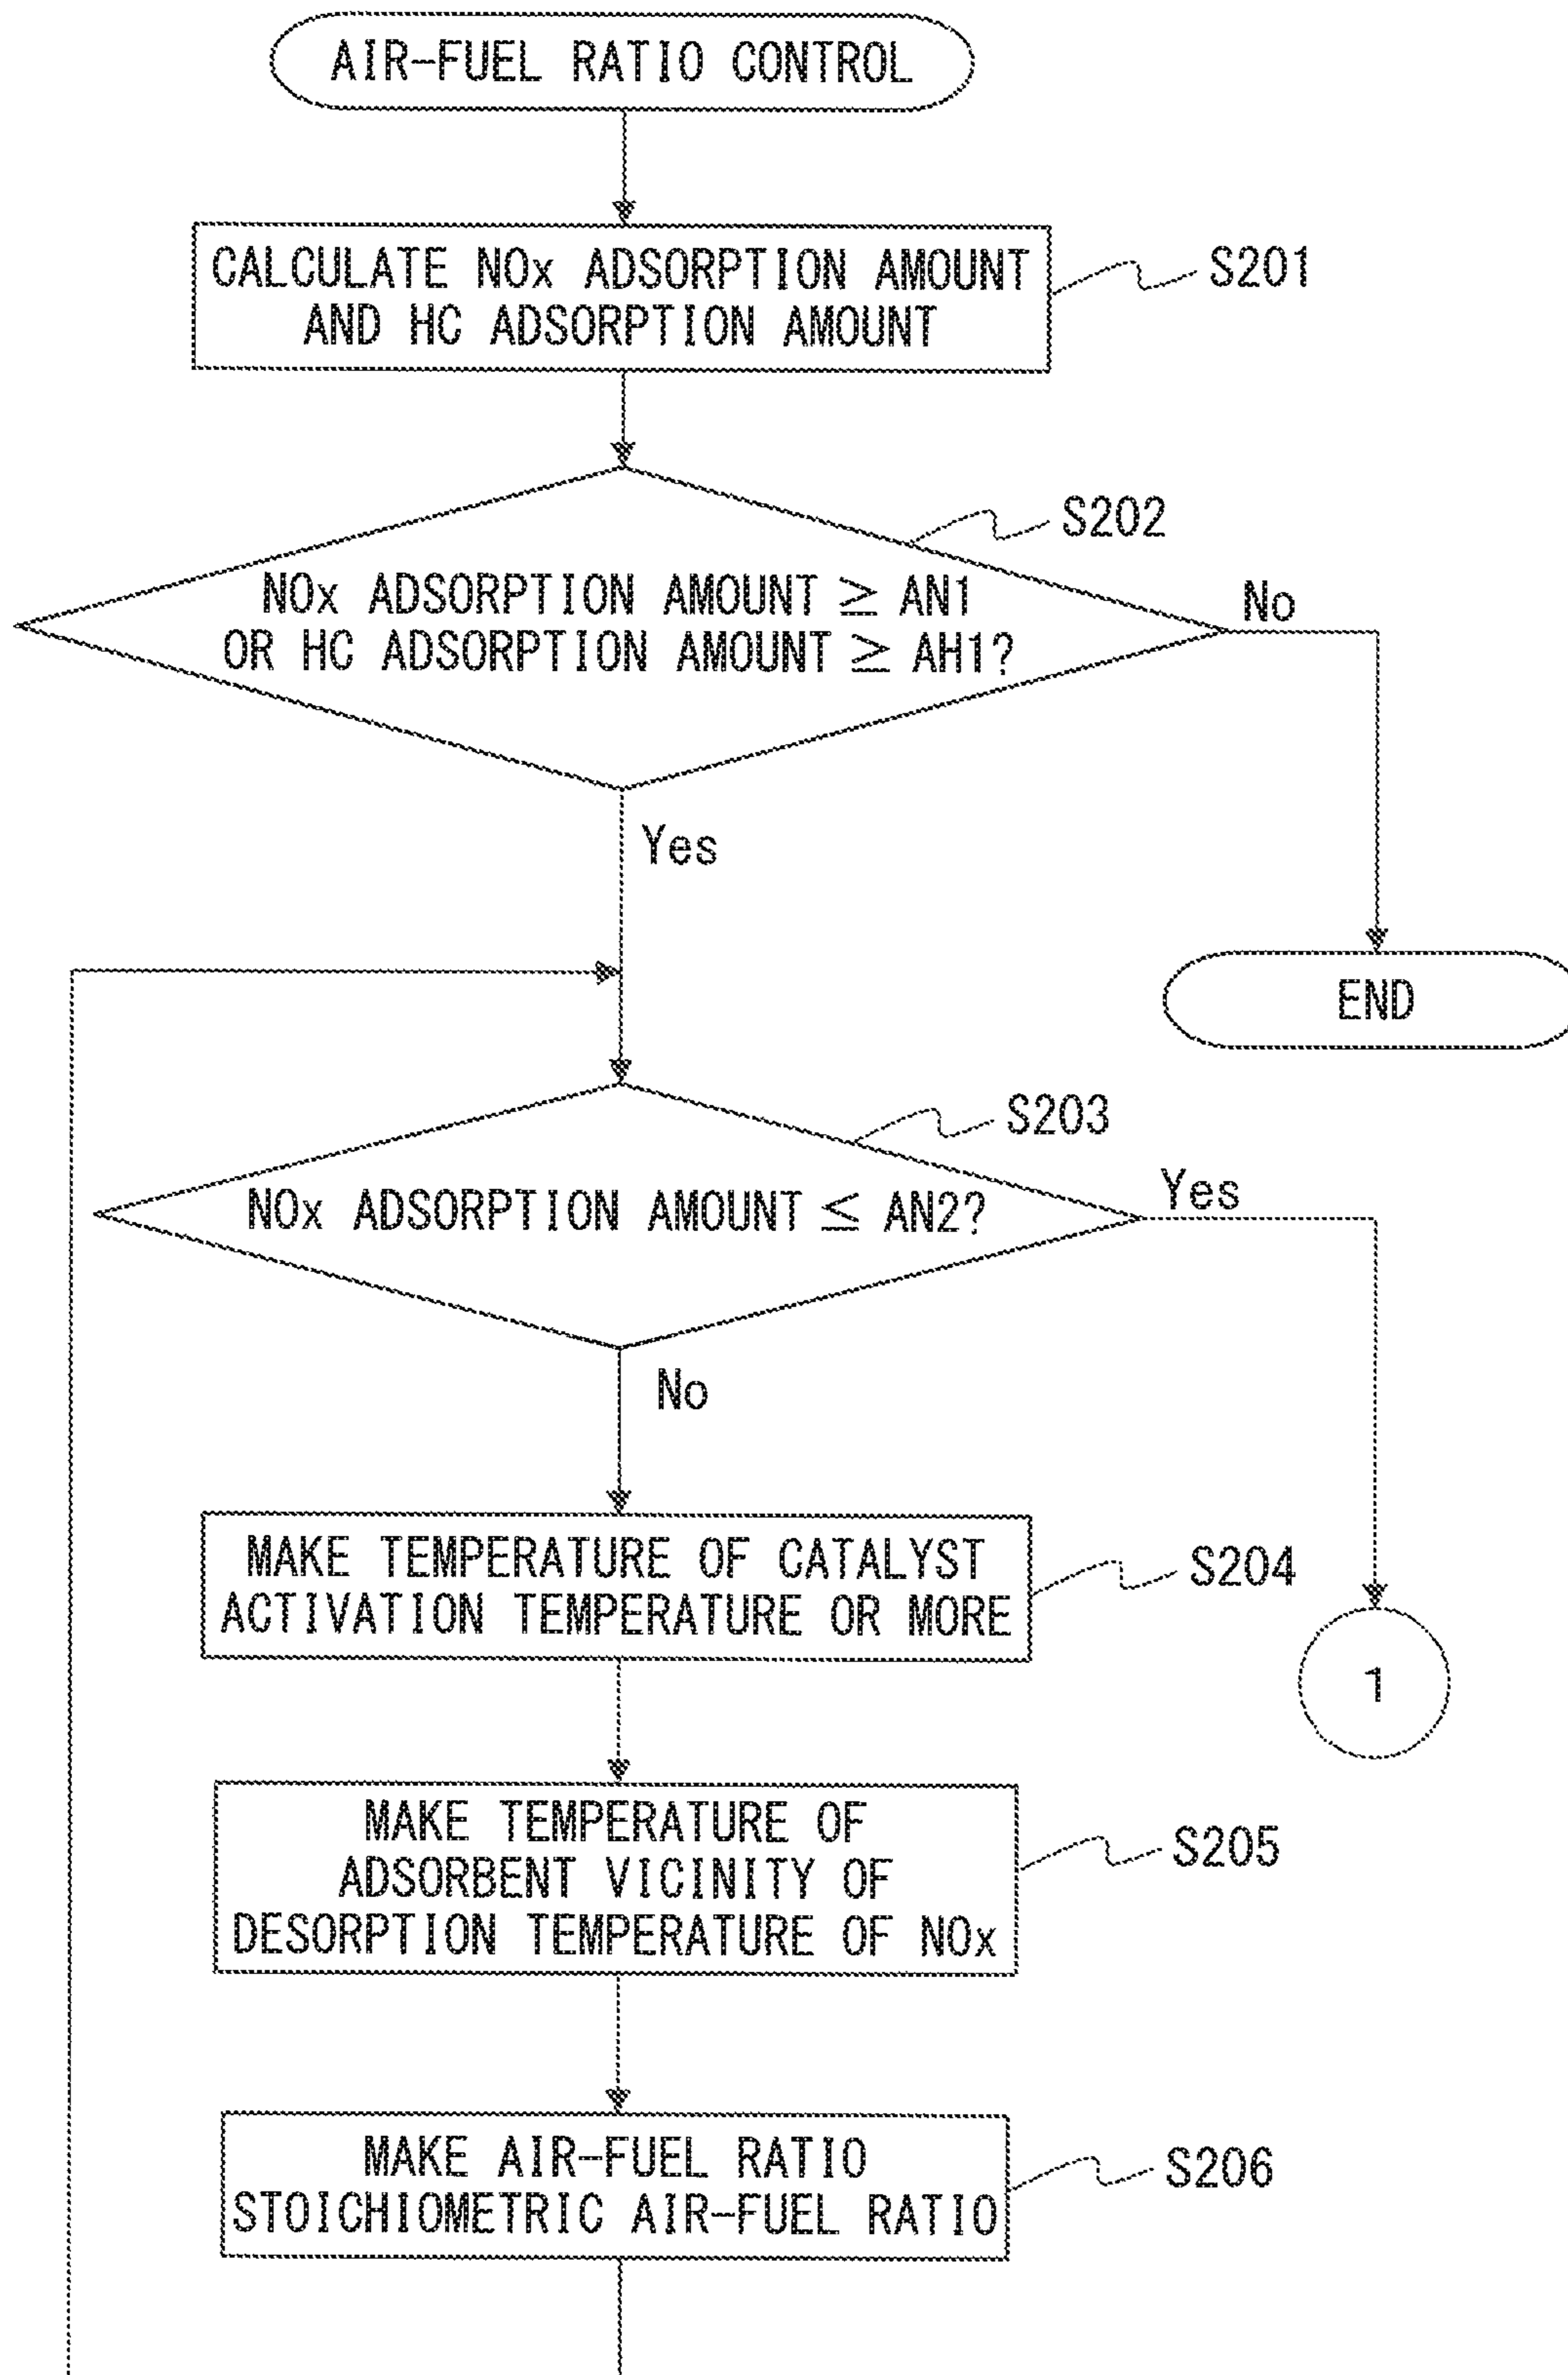 AIR-FUEL RATIO CONTROL
CALCULATE NOx ADSORPTION AMOUNT
AND HC ADSORPTION AMOUNT
S201
S202
NOx ADSORPTION AMOUNT ≧ AN1
OR HC ADSORPTION AMOUNT ≧ AH1?
No
Yes
END
S203
NOx ADSORPTION AMOUNT ≦ AN2?
Yes
No
MAKE TEMPERATURE OF CATALYST
ACTIVATION TEMPERATURE OR MORE
S204
1
MAKE TEMPERATURE OF
ADSORBENT VICINITY OF
DESORPTION TEMPERATURE OF NOx
S205
MAKE AIR-FUEL RATIO
STOICHIOMETRIC AIR-FUEL RATIO
S206